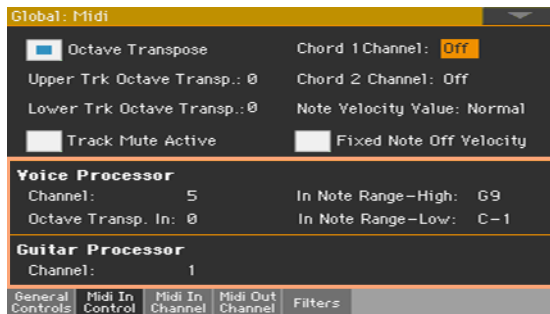 Global: Midi
Octave Transpose Chord 1 Channel: Off
Upper Trk Octave Transp.: 0 Chord 2 Channel: Off
Lower Trk Octave Transp.: 0 Note Velocity Value: Normal
Track Mute Active Fixed Note Off Velocity
Voice Processor
Channel: 5 In Note Range-High: G9
Octave Transp. In: 0 In Note Range-Low: C-1
Guitar Processor
Channel: 1
General Controls Midi In Control Midi In Channel Midi Out Channel Filters